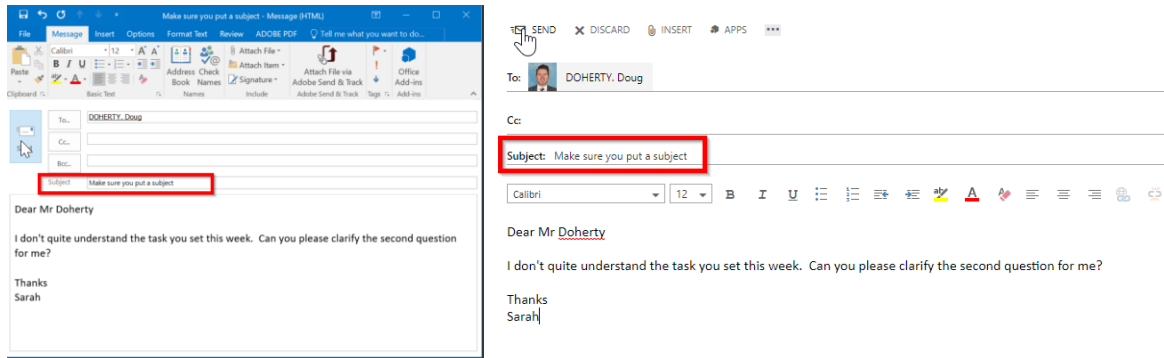 Make sure you put a subject - Message (HTML)
File Message Insert Options Format Text Review ADOBE PDF Tell me what you want to do...
Paste
Clipboard
Calibri 12 A A
B I U
Basic Text
Address Book
Check Names
Names
Attach File
Attach Item
Signature
Include
Attach File via Adobe Send & Track
Adobe Send & Track
Tags
Office Add-ins
Add-ins
To... DOHERTY. Doug
Cc...
Bcc...
Subject Make sure you put a subject
Dear Mr Doherty
I don't quite understand the task you set this week. Can you please clarify the second question
for me?
Thanks
Sarah
SEND DISCARD INSERT APPS
To: DOHERTY. Doug
Cc:
Subject: Make sure you put a subject
Calibri 12 B I U aby A
Dear Mr Doherty
I don't quite understand the task you set this week. Can you please clarify the second question for me?
Thanks
Sarah